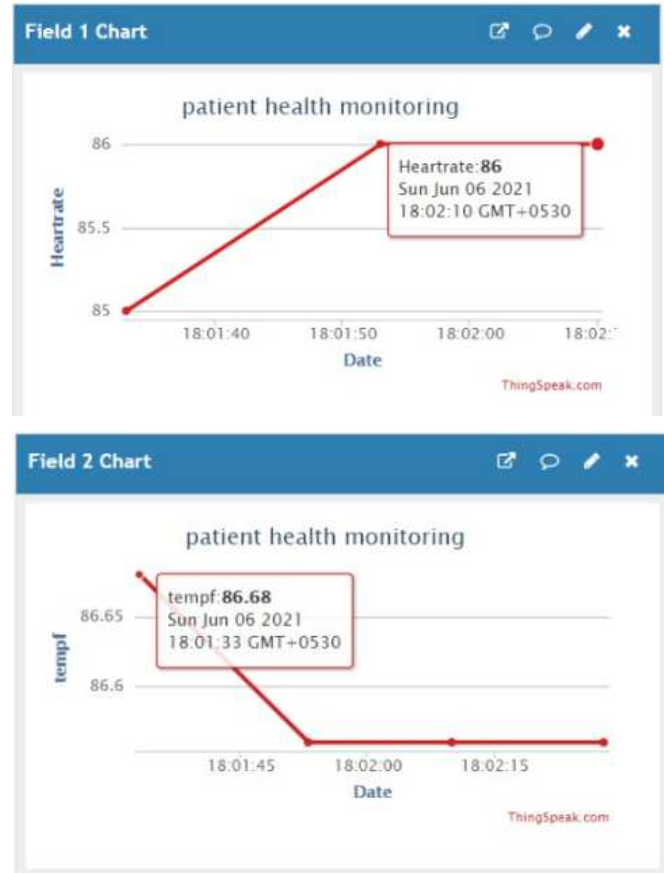 Field 1 Chart
patient health monitoring
86
Heartrate:86
Sun Jun 06 2021
18:02:10 GMT+0530
85.5
85
Heartrate
18:01:40 18:01:50 18:02:00 18:02:
Date
ThingSpeak.com
Field 2 Chart
patient health monitoring
tempf:86.68
Sun Jun 06 2021
18:01:33 GMT+0530
86.65
86.6
tempf
18:01:45 18:02:00 18:02:15
Date
ThingSpeak.com